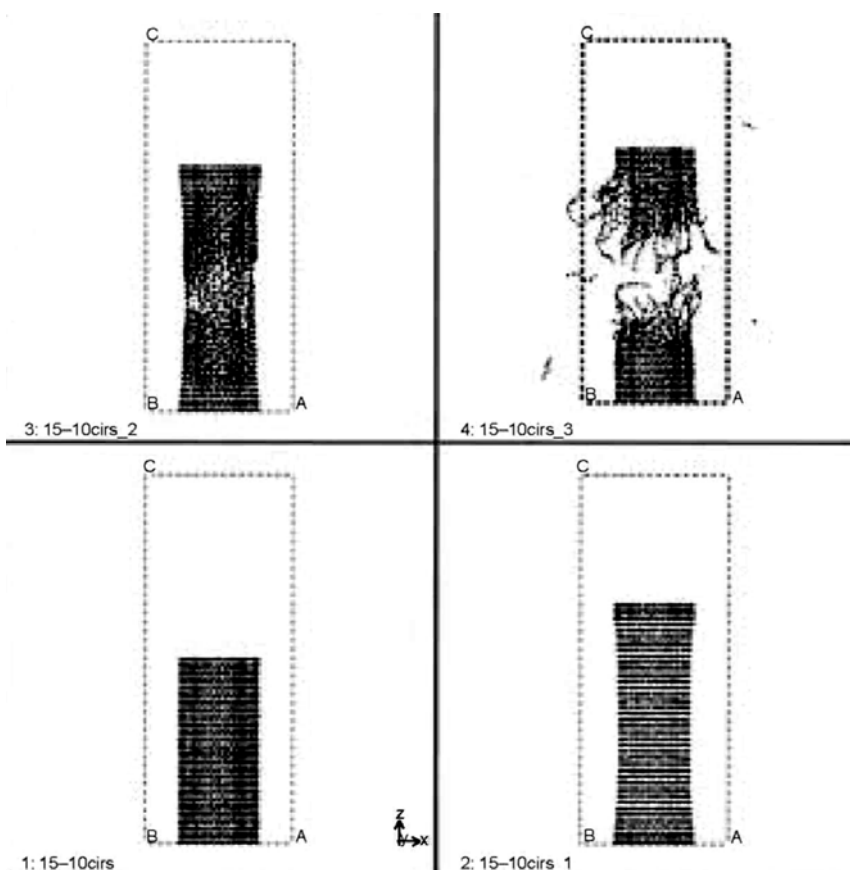 C
B
A
3: 15–10cirs_2
C
B
A
4: 15–10cirs_3
C
B
A
1: 15–10cirs
z
x
C
B
A
2: 15–10cirs_1